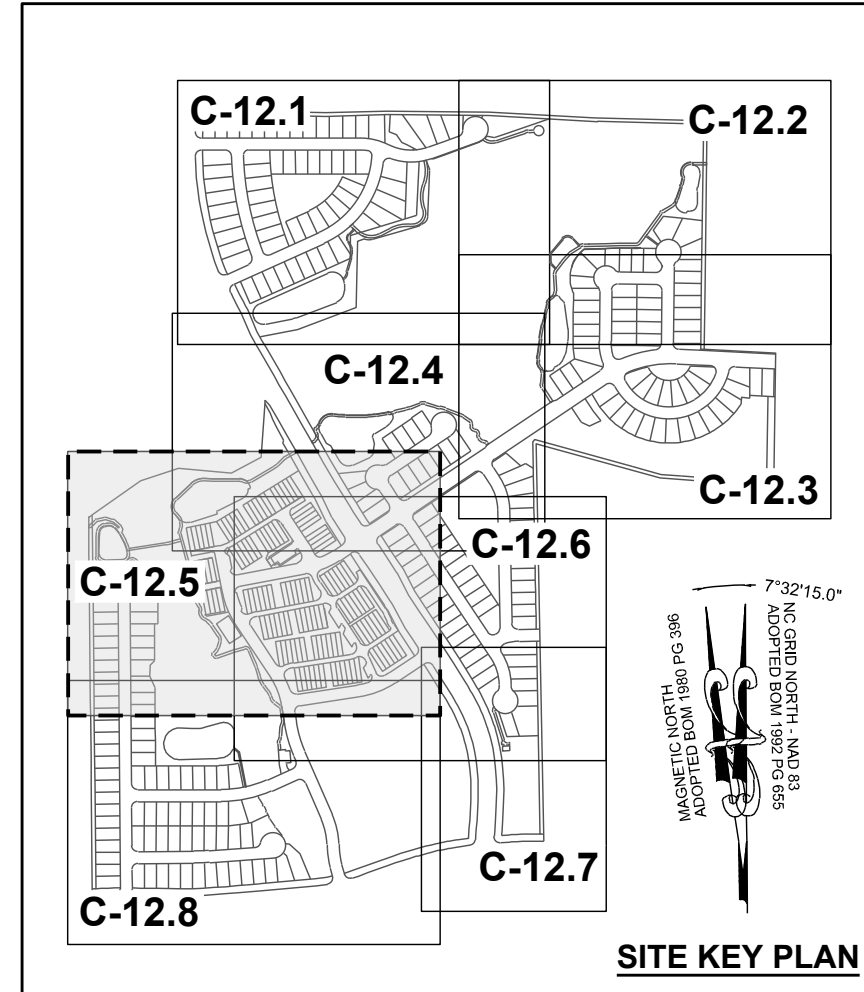 C-12.1
C-12.2
C-12.4
C-12.3
C-12.6
C-12.5
7°32'15.0"
MAGNETIC NORTH
ADOPTED BOM 1980 PG 396
NC GRID NORTH - NAD 83
ADOPTED BOM 1992 PG 655
C-12.7
C-12.8
SITE KEY PLAN